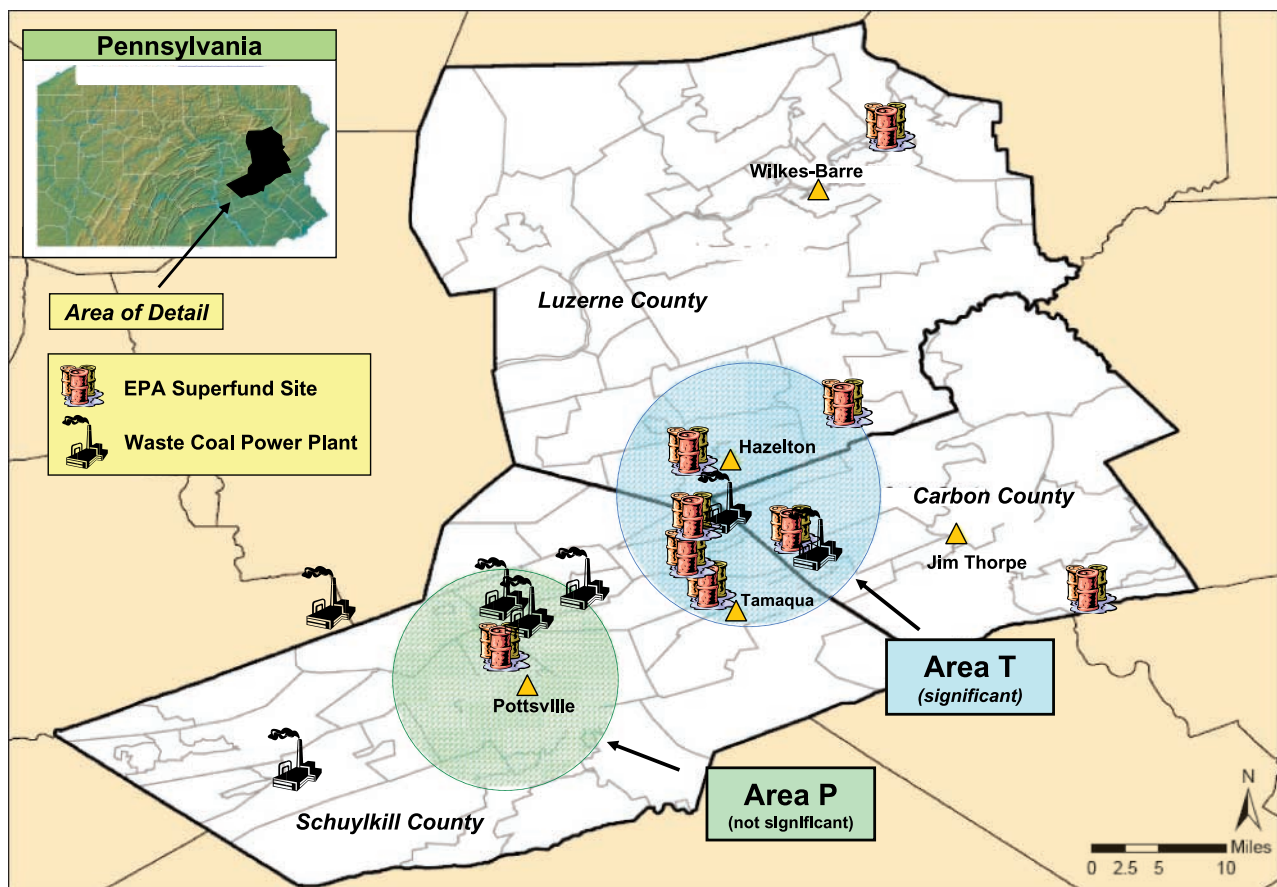 Pennsylvania
Area of Detail
EPA Superfund Site
Waste Coal Power Plant
Wilkes-Barre
Luzerne County
Hazelton
Carbon County
Jim Thorpe
Tamaqua
Area T
(significant)
Pottsville
Area P
(not significant)
Schuylkill County
N
Miles
0 2.5 5 10